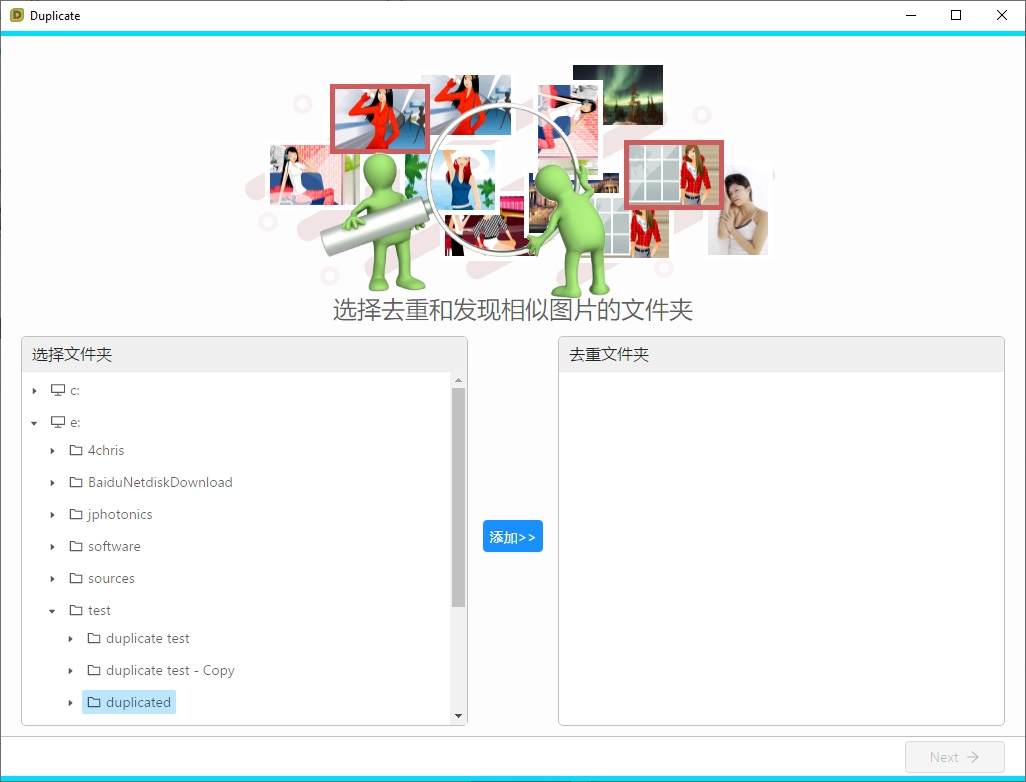 Duplicate
选择去重和发现相似图片的文件夹
选择文件夹
c:
e:
4chris
BaiduNetdiskDownload
jphotonics
software
sources
test
duplicate test
duplicate test - Copy
duplicated
添加>>
去重文件夹
Next